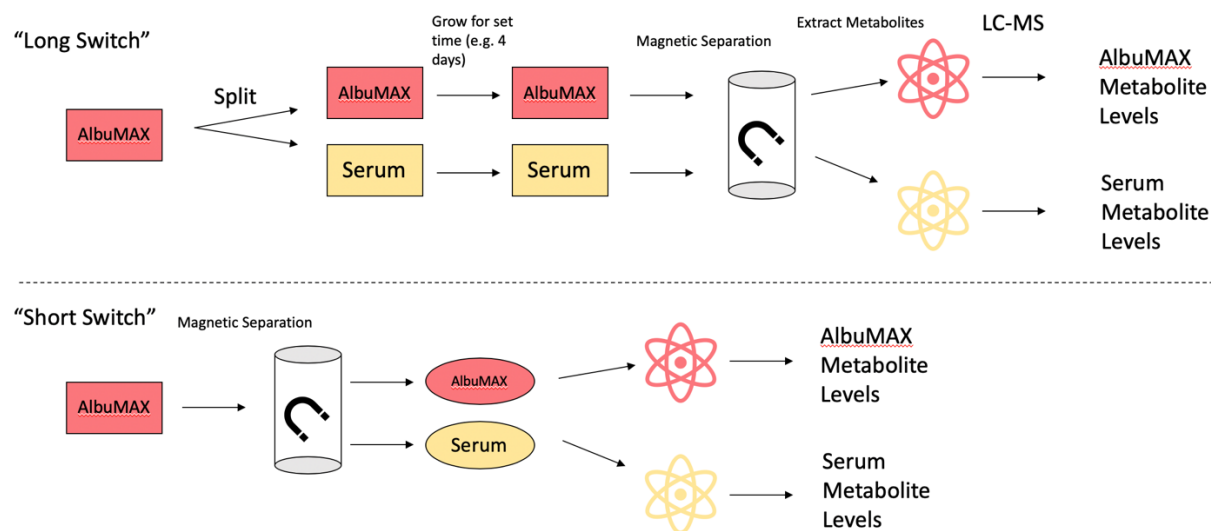 “Long Switch”
Grow for set
time (e.g. 4
days)
Extract Metabolites
LC-MS
Magnetic Separation
Split
AlbuMAX
AlbuMAX
AlbuMAX
Serum
Serum
AlbuMAX
Metabolite
Levels
Serum
Metabolite
Levels
“Short Switch”
Magnetic Separation
AlbuMAX
AlbuMAX
Serum
AlbuMAX
Metabolite
Levels
Serum
Metabolite
Levels